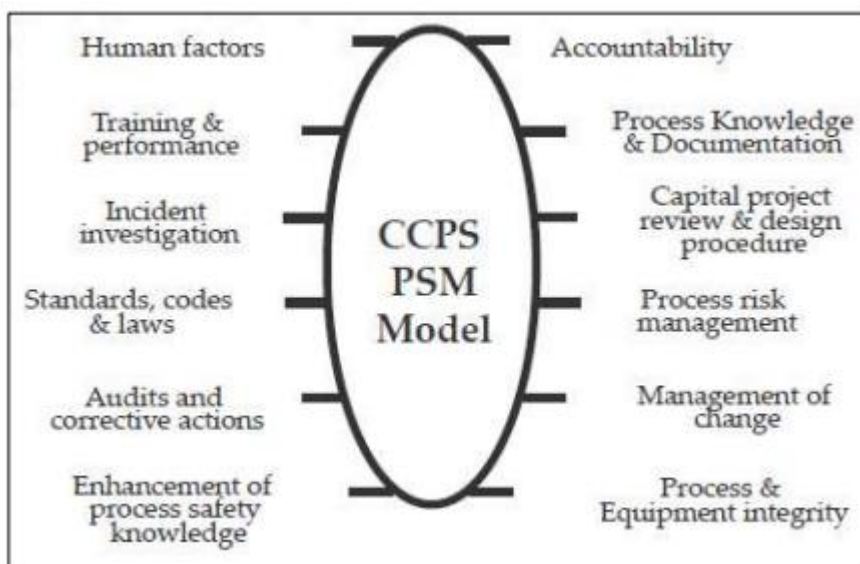 Human factors
Accountability
Training &
performance
Process Knowledge
& Documentation
Incident
investigation
Capital project
review & design
procedure
CCPS
PSM
Model
Standards, codes
& laws
Process risk
management
Audits and
corrective actions
Management of
change
Enhancement of
process safety
knowledge
Process &
Equipment integrity